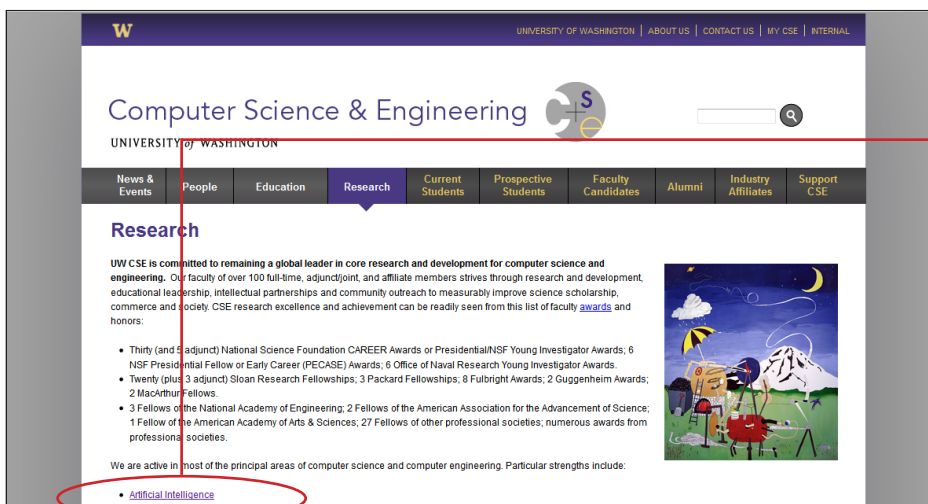 W
UNIVERSITY OF WASHINGTON | ABOUT US | CONTACT US | MY CSE | INTERNAL
Computer Science & Engineering C+S e
UNIVERSITY of WASHINGTON
News & Events People Education Research Current Students Prospective Students Faculty Candidates Alumni Industry Affiliates Support CSE
Research
UW CSE is committed to remaining a global leader in core research and development for computer science and
engineering. Our faculty of over 100 full-time, adjunct/joint, and affiliate members strives through research and development,
educational leadership, intellectual partnerships and community outreach to measurably improve science scholarship,
commerce and society. CSE research excellence and achievement can be readily seen from this list of faculty awards and
honors:
• Thirty (and 5 adjunct) National Science Foundation CAREER Awards or Presidential/NSF Young Investigator Awards; 6
NSF Presidential Fellow or Early Career (PECASE) Awards; 6 Office of Naval Research Young Investigator Awards.
• Twenty (plus 3 adjunct) Sloan Research Fellowships; 3 Packard Fellowships; 8 Fulbright Awards; 2 Guggenheim Awards;
2 MacArthur Fellows.
• 3 Fellows of the National Academy of Engineering; 2 Fellows of the American Association for the Advancement of Science;
1 Fellow of the American Academy of Arts & Sciences; 27 Fellows of other professional societies; numerous awards from
professional societies.
We are active in most of the principal areas of computer science and computer engineering. Particular strengths include:
• Artificial Intelligence